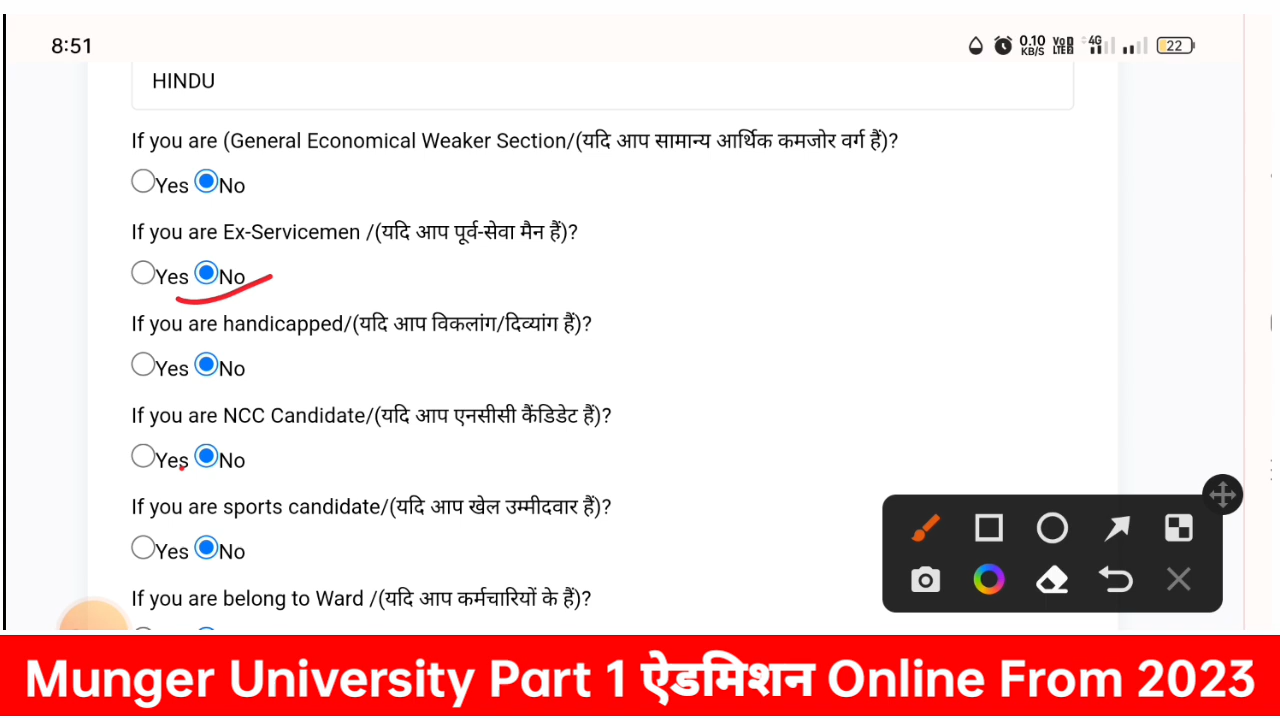 8:51
0.10 KB/S VoD LTEB 4G 22
HINDU
If you are (General Economical Weaker Section/(यदि आप सामान्य आर्थिक कमजोर वर्ग हैं)?
Yes No
If you are Ex-Servicemen /(यदि आप पूर्व-सेवा मैन हैं)?
Yes No
If you are handicapped/(यदि आप विकलांग/दिव्यांग हैं)?
Yes No
If you are NCC Candidate/(यदि आप एनसीसी कैंडिडेट हैं)?
Yes No
If you are sports candidate/(यदि आप खेल उम्मीदवार हैं)?
Yes No
If you are belong to Ward /(यदि आप कर्मचारियों के हैं)?
Munger University Part 1 ऐडमिशन Online From 2023